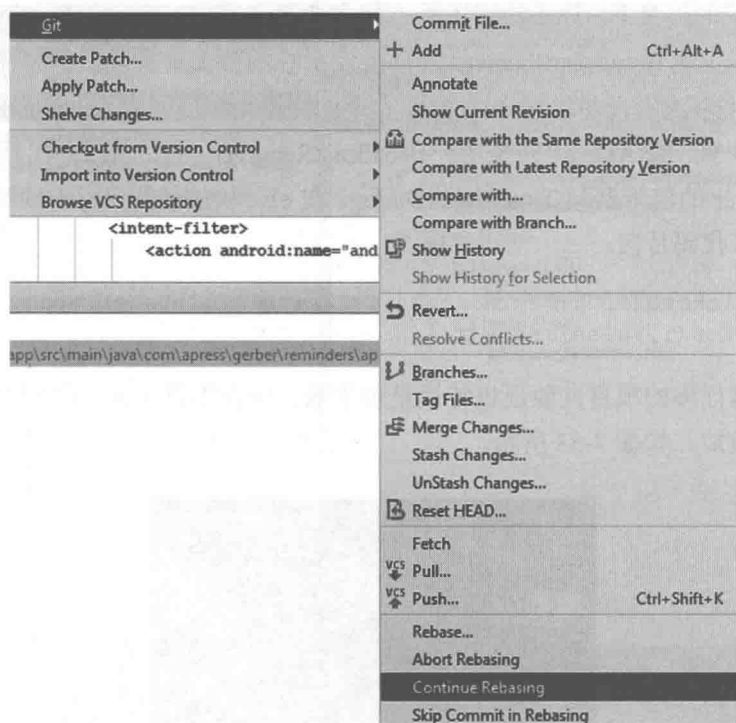 Git
Create Patch...
Apply Patch...
Shelve Changes...
Checkout from Version Control
Import into Version Control
Browse VCS Repository
<intent-filter>
<action android:name="and
app\src\main\java\com\apress\gerber\reminders\ap
Commit File...
Add Ctrl+Alt+A
Annotate
Show Current Revision
Compare with the Same Repository Version
Compare with Latest Repository Version
Compare with...
Compare with Branch...
Show History
Show History for Selection
Revert...
Resolve Conflicts...
Branches...
Tag Files...
Merge Changes...
Stash Changes...
UnStash Changes...
Reset HEAD...
Fetch
VCS Pull...
VCS Push... Ctrl+Shift+K
Rebase...
Abort Rebasing
Continue Rebasing
Skip Commit in Rebasing